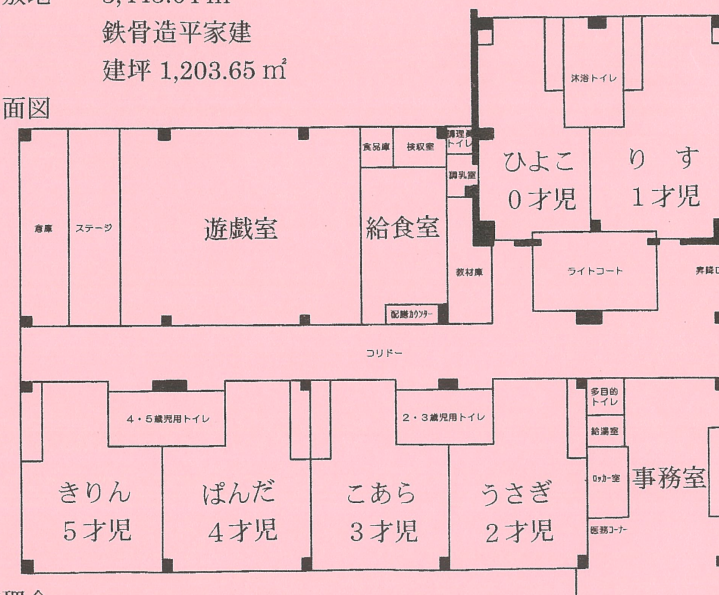 鉄骨造平家建
建坪 1,203.65 ㎡
面図
沐浴トイレ
ひよこ
0才児
りす
1才児
食品庫
検収室
調理員
トイレ
調乳室
倉庫
ステージ
遊戯室
給食室
教材庫
配膳カウンター
ライトコート
コリドー
4・5歳児用トイレ
2・3歳児用トイレ
多目的
トイレ
給湯室
ロッカー室
事務室
医務コーナー
きりん
5才児
ぱんだ
4才児
こあら
3才児
うさぎ
2才児